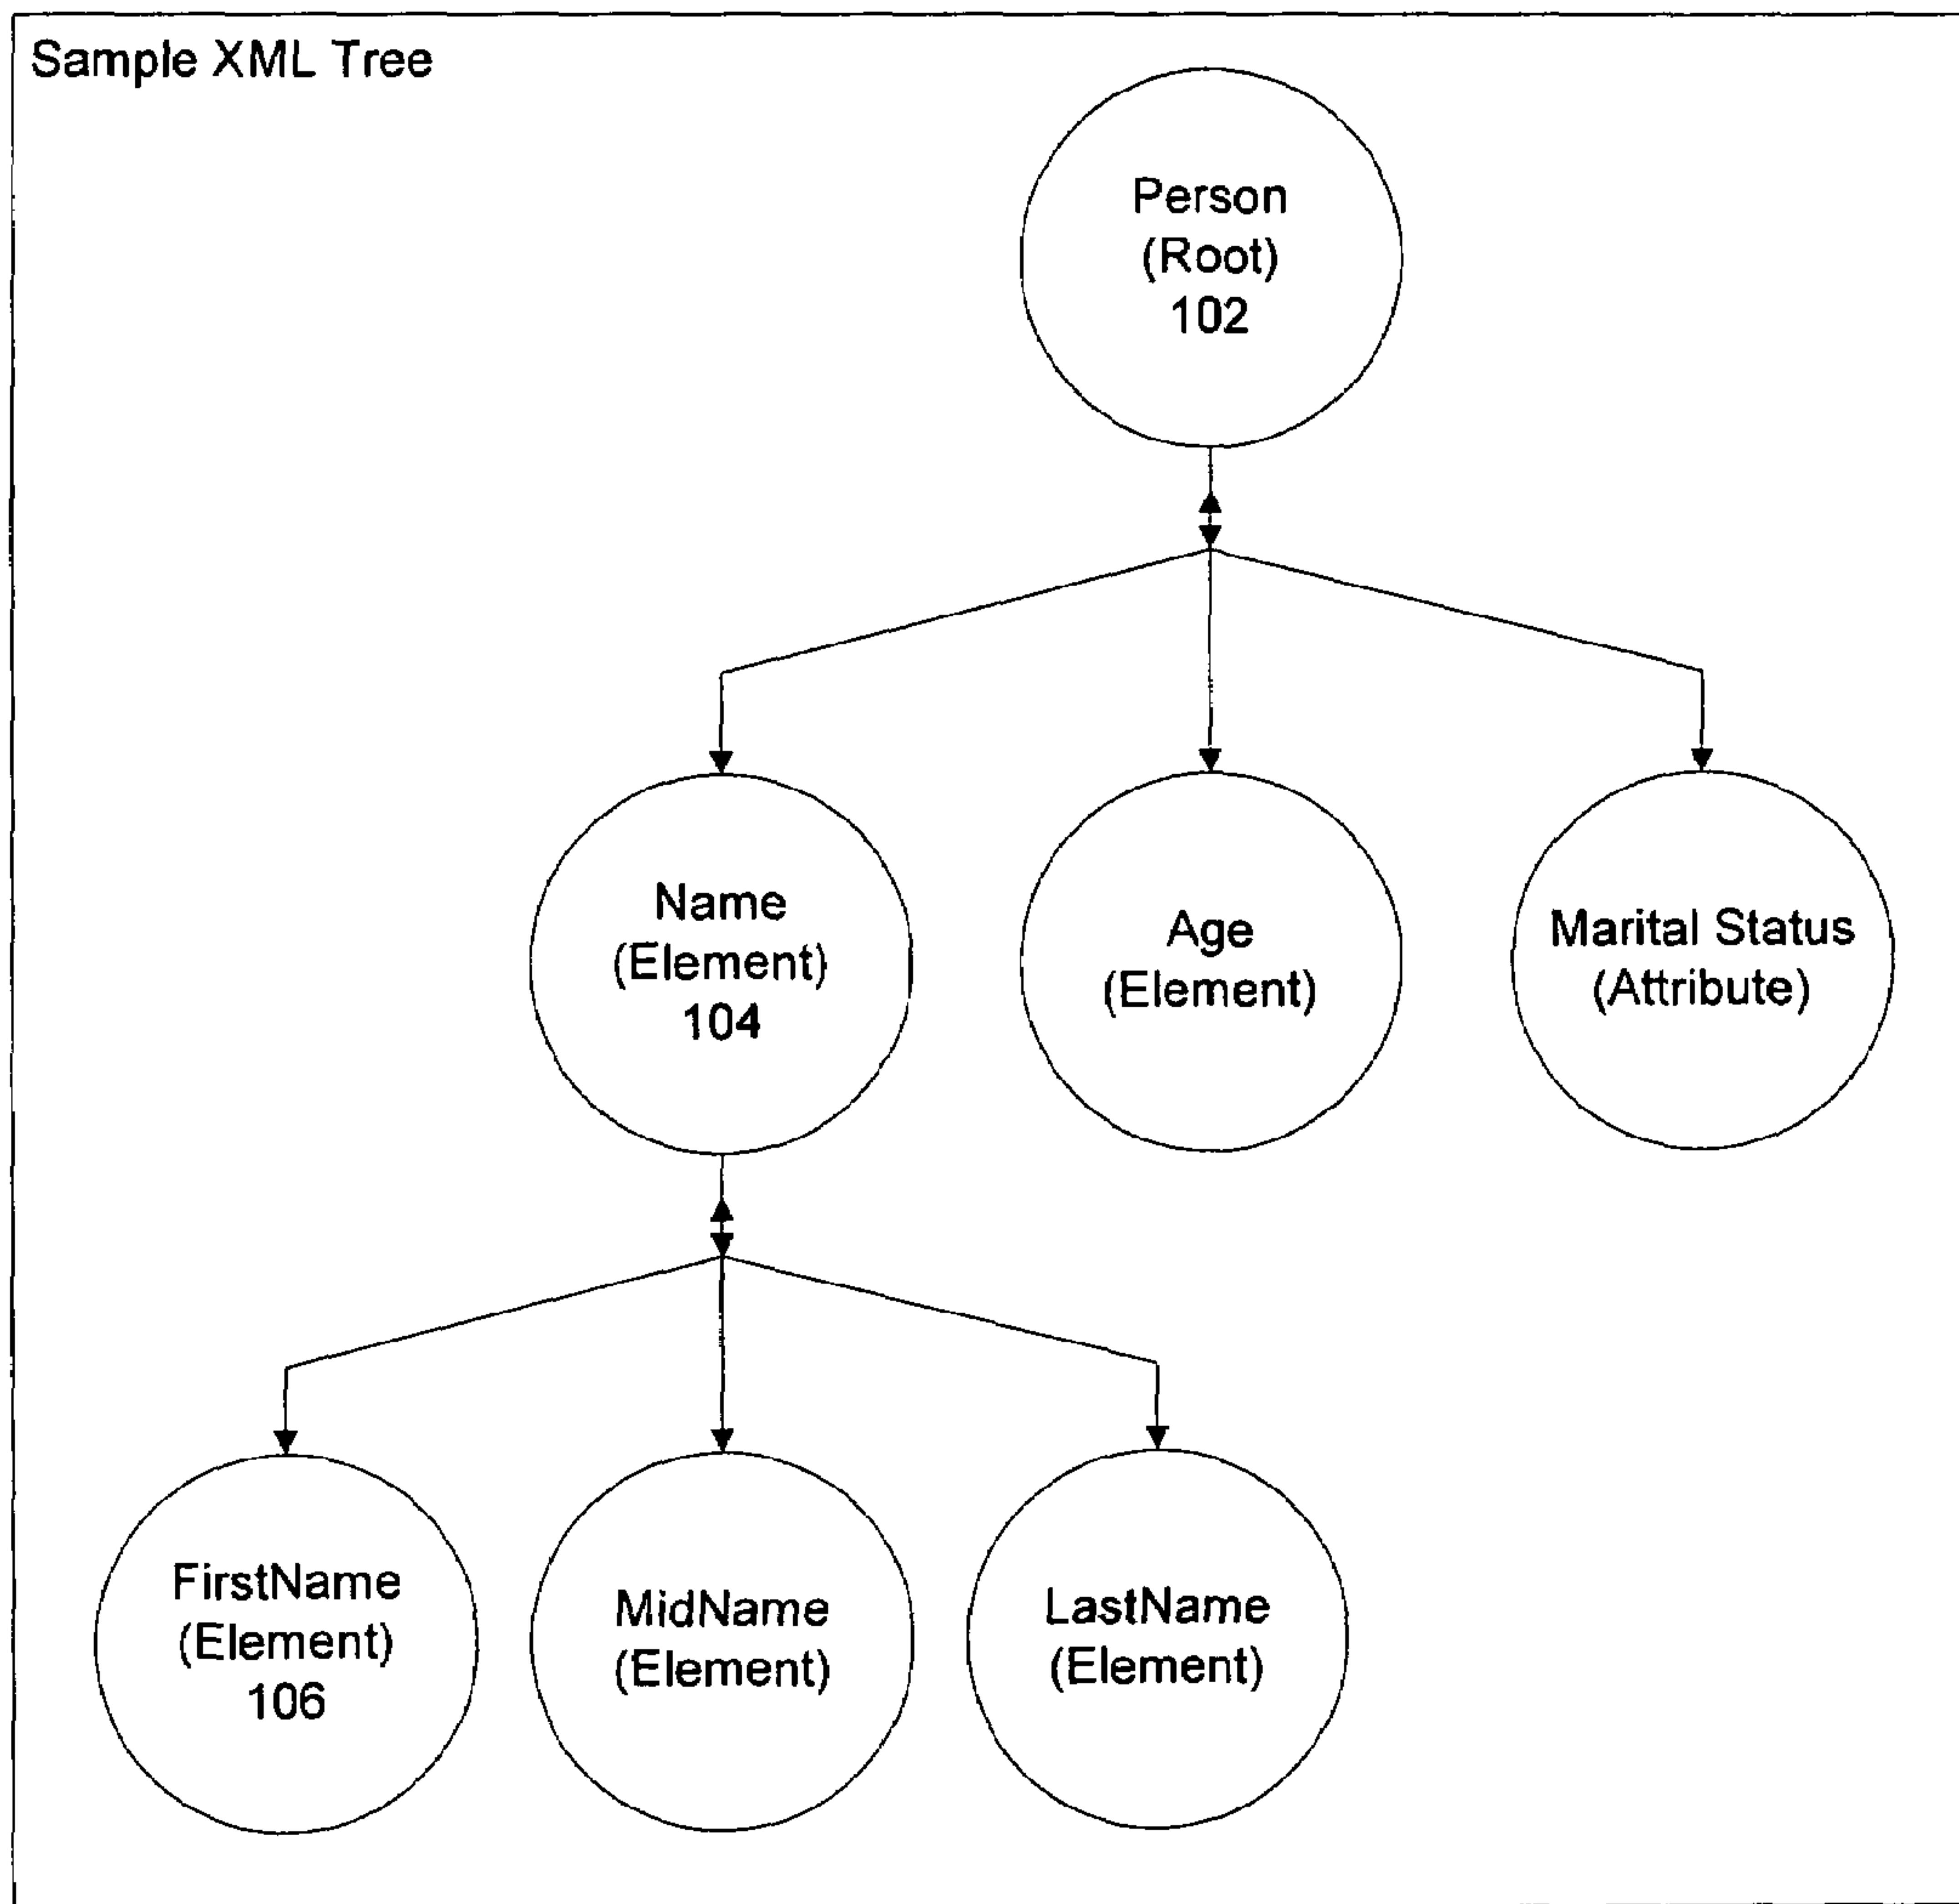 Sample XML Tree
Person
(Root)
102
Name
(Element)
104
Age
(Element)
Marital Status
(Attribute)
FirstName
(Element)
106
MidName
(Element)
LastName
(Element)